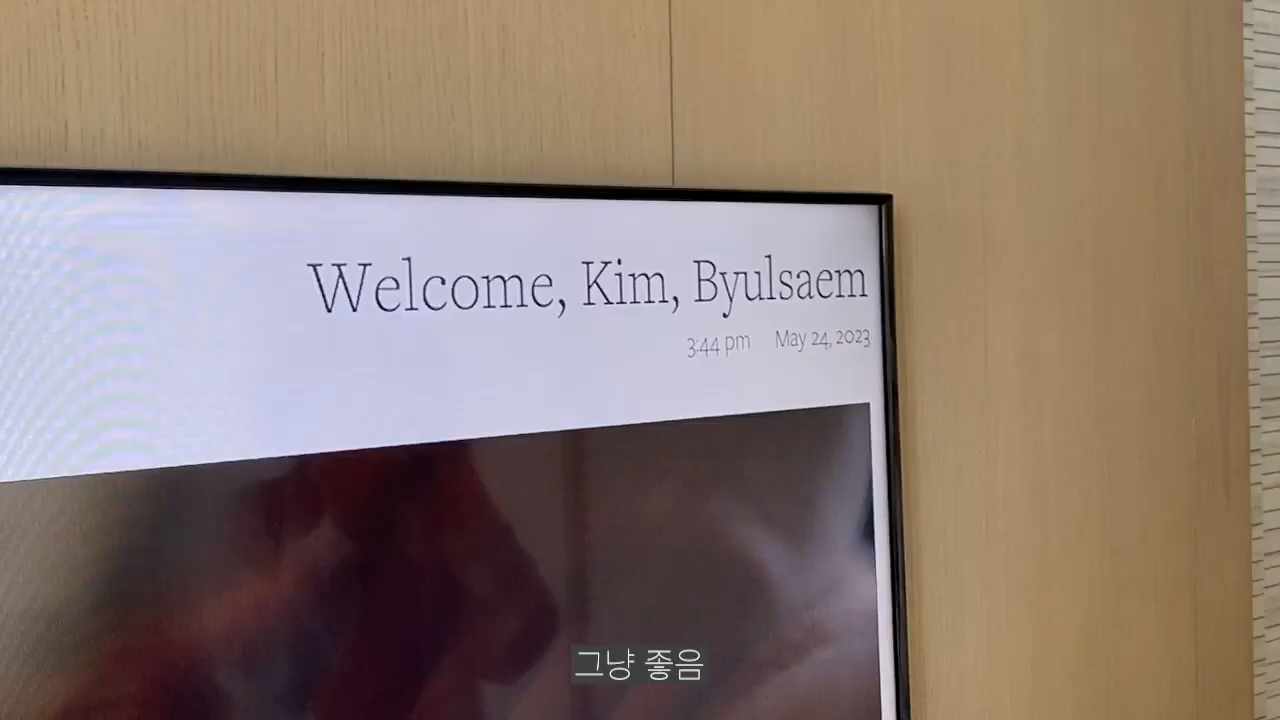 Welcome, Kim, Byulsaem
3:44 pm May 24, 2023
그냥 좋음